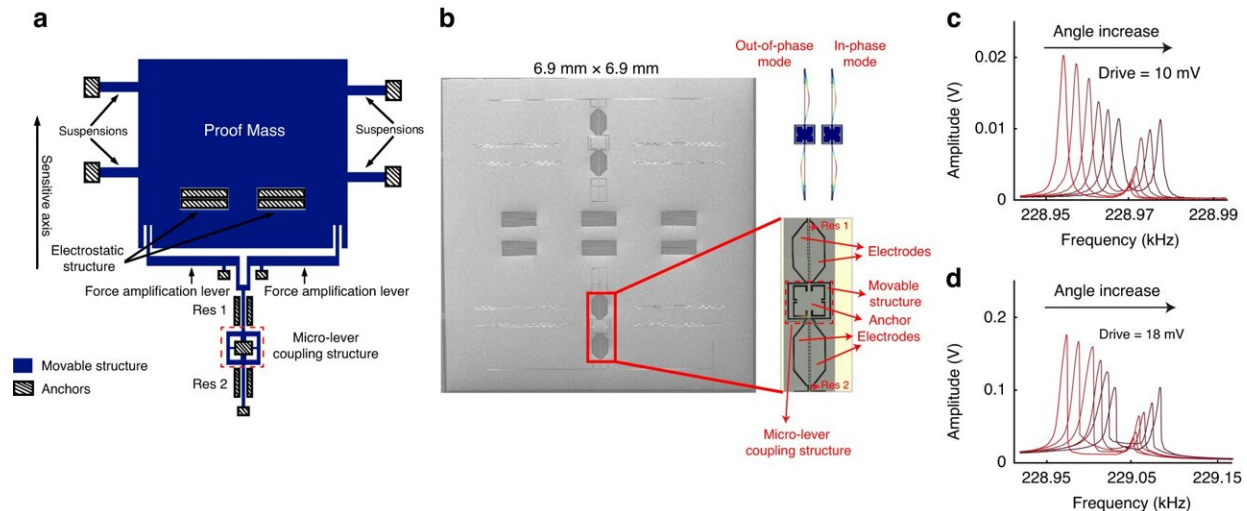 a
Suspensions
Proof Mass
Suspensions
Sensitive axis
Electrostatic
structure
Force amplification lever
Force amplification lever
Res 1
Micro-lever
coupling structure
Res 2
Movable structure
Anchors
b
6.9 mm × 6.9 mm
Out-of-phase
mode
In-phase
mode
Res 1
Electrodes
Movable
structure
Anchor
Electrodes
Res 2
Micro-lever
coupling structure
c
Angle increase
Drive = 10 mV
Amplitude (V)
0.02
0.01
0
228.95
228.97
228.99
Frequency (kHz)
d
Angle increase
Drive = 18 mV
Amplitude (V)
0.2
0.1
0
228.95
229.05
229.15
Frequency (kHz)